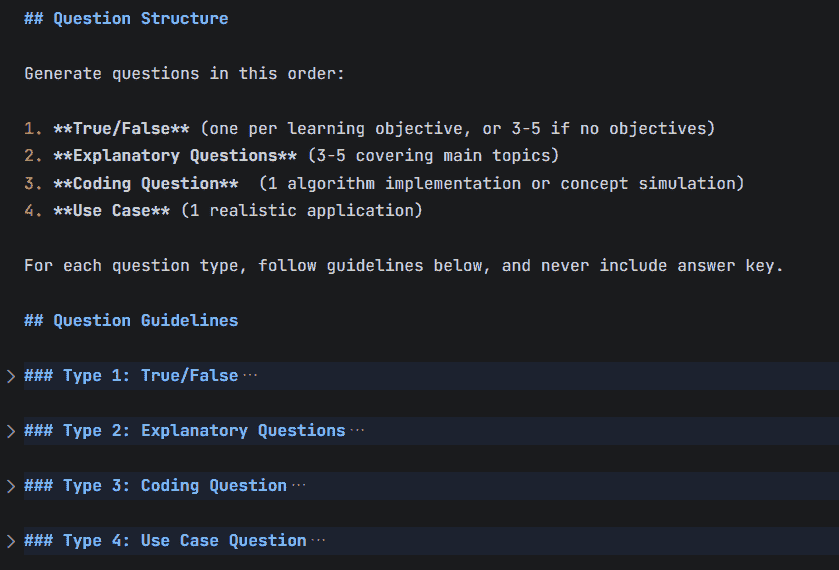 ## Question Structure
Generate questions in this order:
1. **True/False** (one per learning objective, or 3-5 if no objectives)
2. **Explanatory Questions** (3-5 covering main topics)
3. **Coding Question**  (1 algorithm implementation or concept simulation)
4. **Use Case** (1 realistic application)
For each question type, follow guidelines below, and never include answer key.
## Question Guidelines
### Type 1: True/False ...
### Type 2: Explanatory Questions ...
### Type 3: Coding Question ...
### Type 4: Use Case Question ...